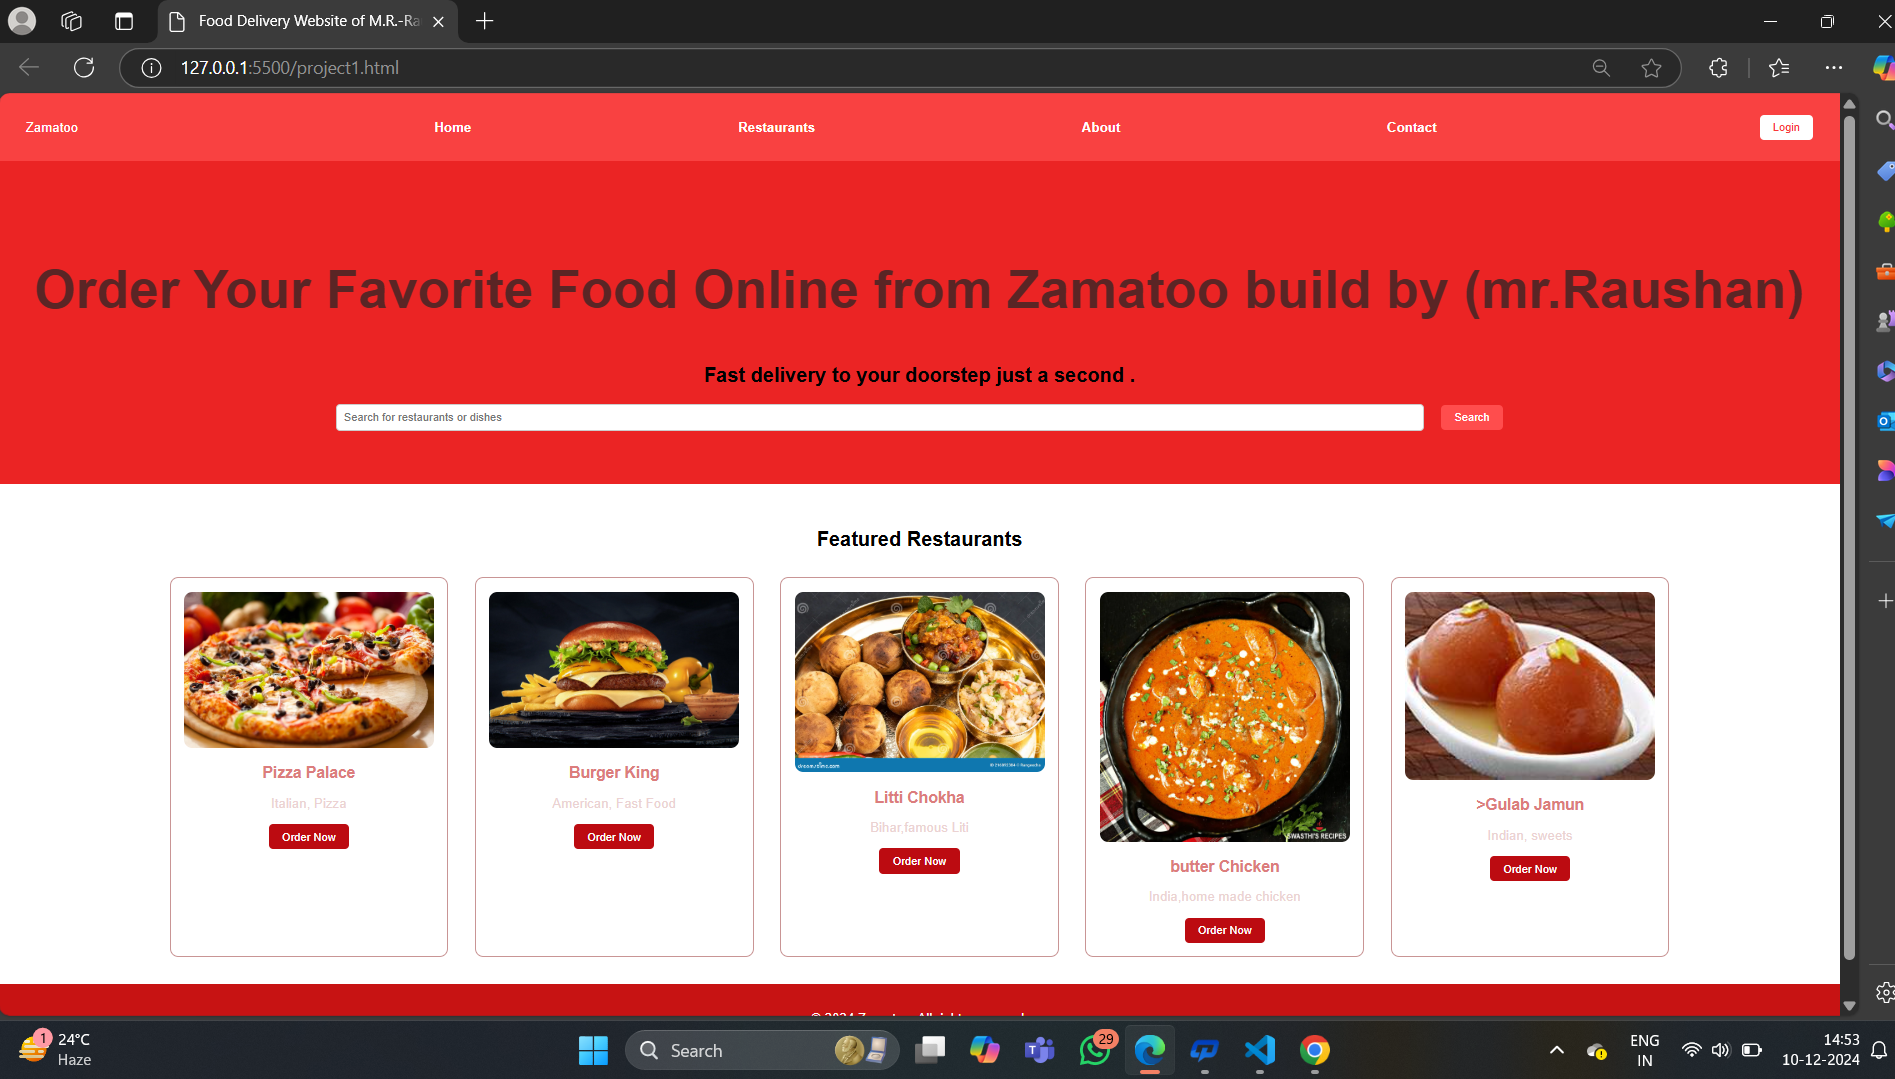 Food Delivery Website of M.R.-Ra
127.0.0.1:5500/project1.html
Zamatoo
Home
Restaurants
About
Contact
Login
Order Your Favorite Food Online from Zamatoo build by (mr.Raushan)
Fast delivery to your doorstep just a second .
Search for restaurants or dishes
Search
Featured Restaurants
Pizza Palace
Italian, Pizza
Order Now
Burger King
American, Fast Food
Order Now
Litti Chokha
Bihar,famous Liti
Order Now
SWASTHI'S RECIPES
butter Chicken
India,home made chicken
Order Now
>Gulab Jamun
Indian, sweets
Order Now
1
24°C
Haze
Search
29
ENG
IN
14:53
10-12-2024